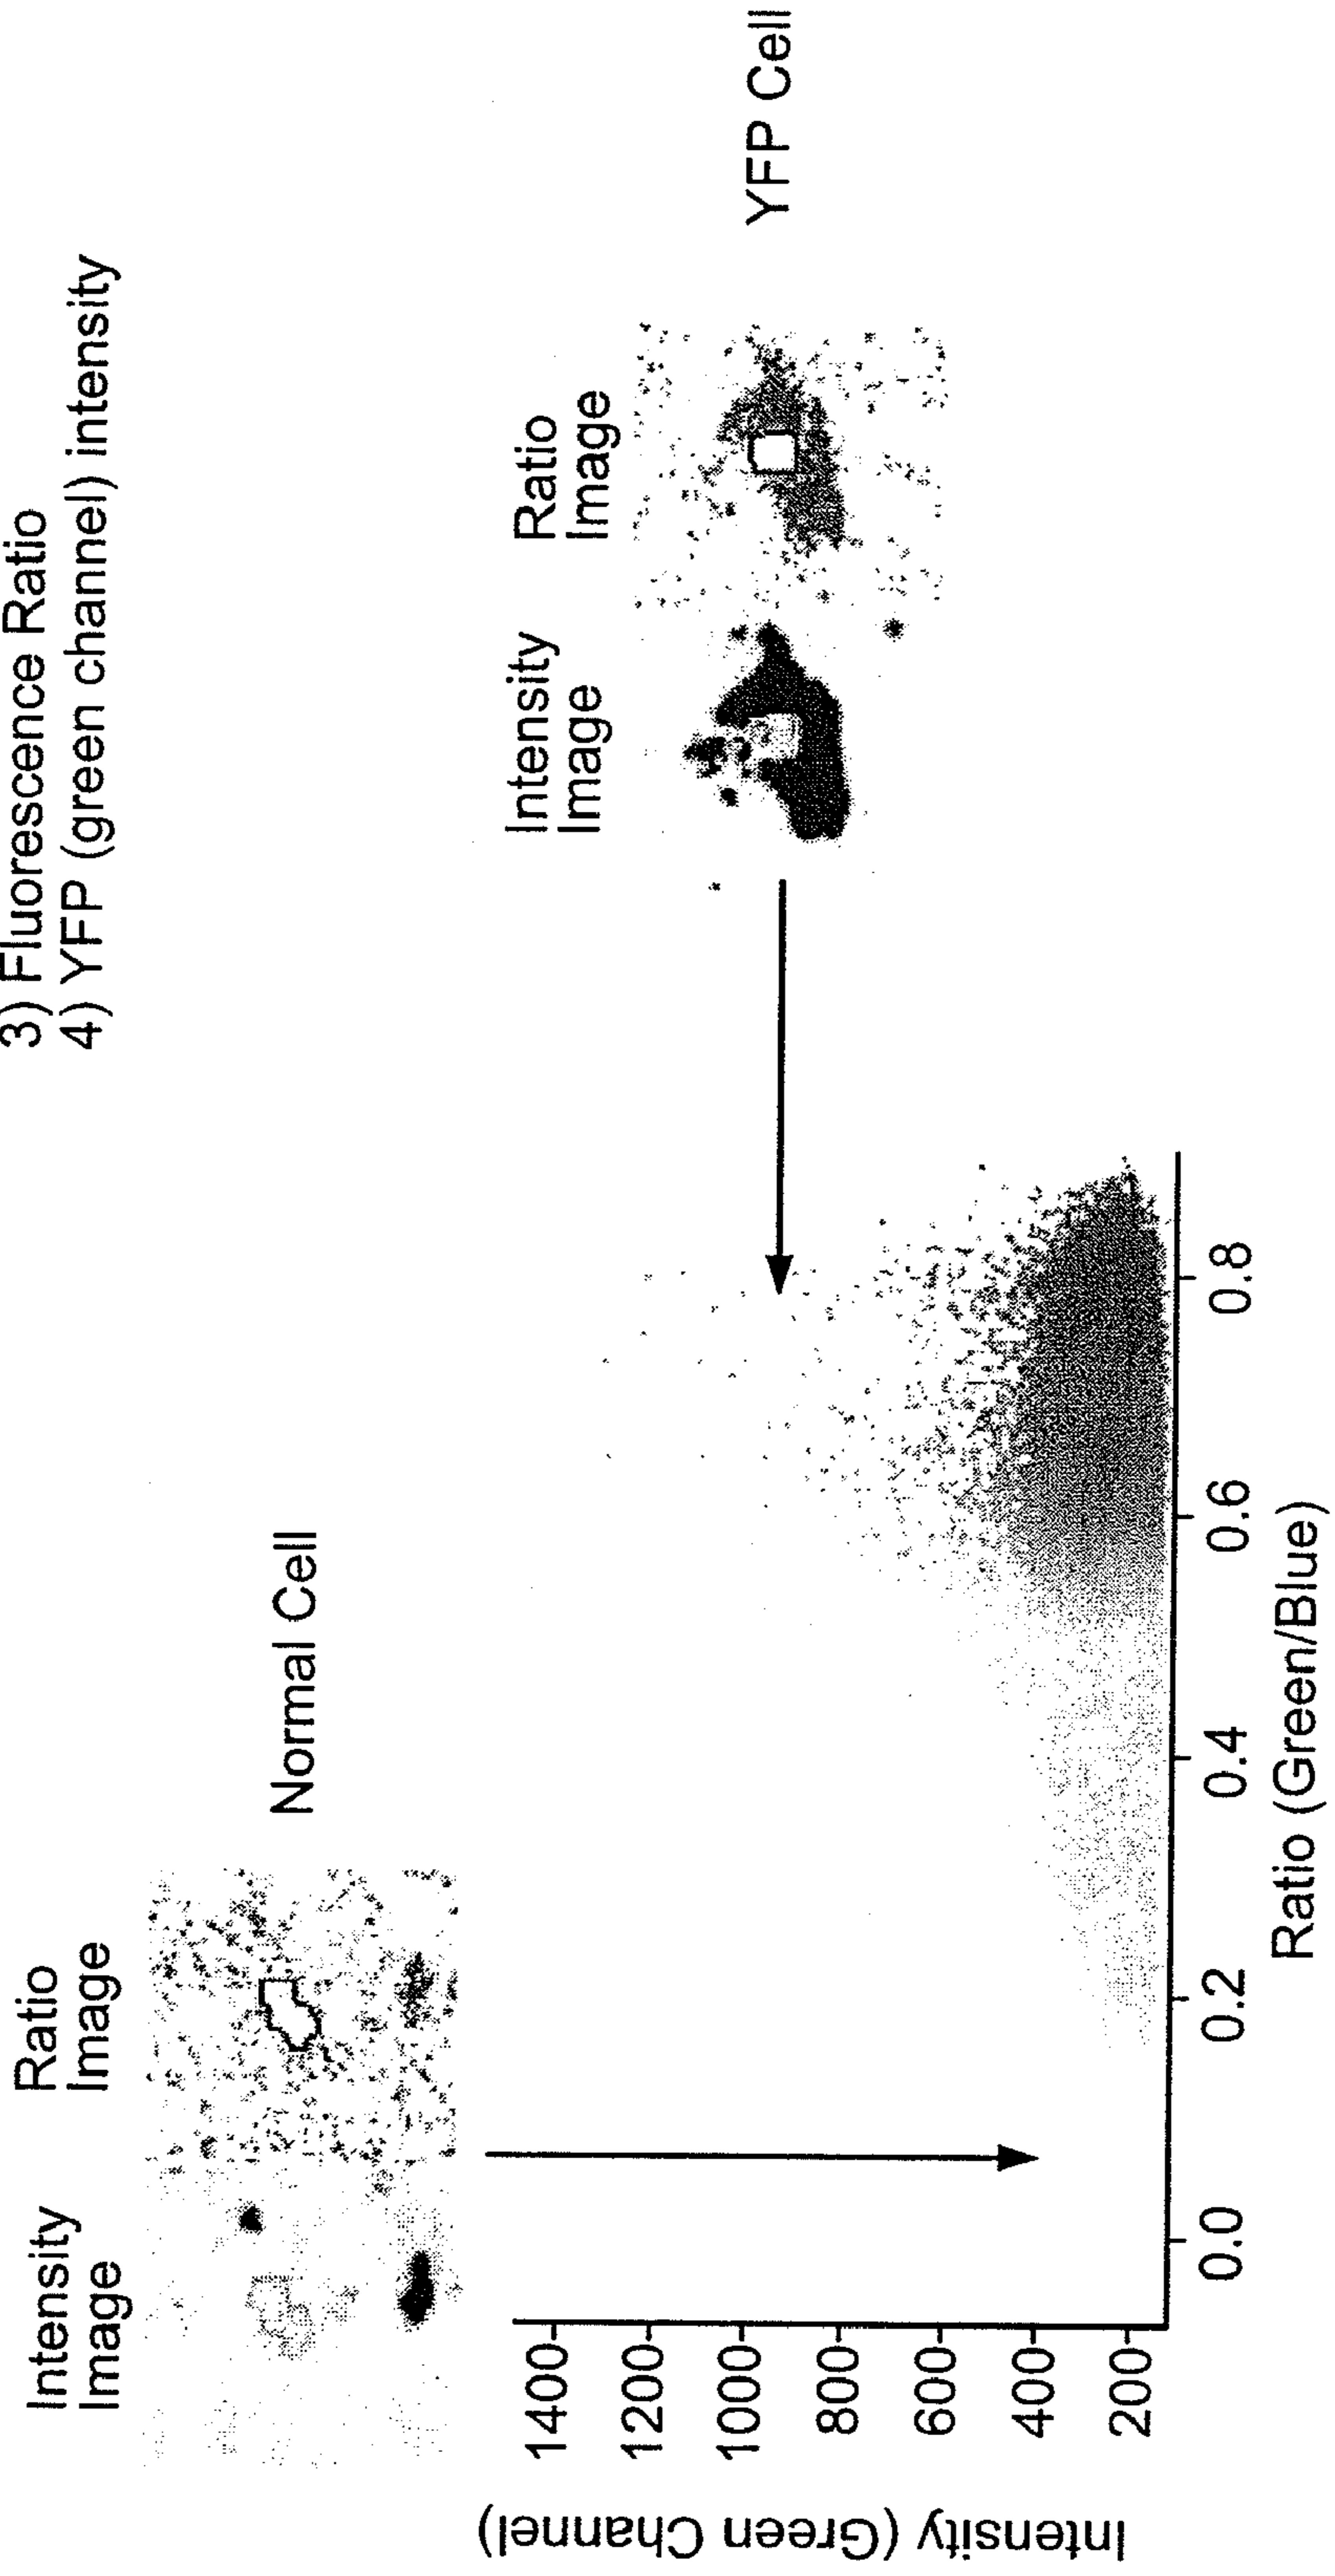 3) Fluorescence Ratio
4) YFP (green channel) intensity
Intensity
Image
Ratio
Image
Normal Cell
Intensity
Image
Ratio
Image
YFP Cell
Intensity (Green Channel)
1400
1200
1000
800
600
400
200
0.0
0.2
0.4
0.6
0.8
Ratio (Green/Blue)